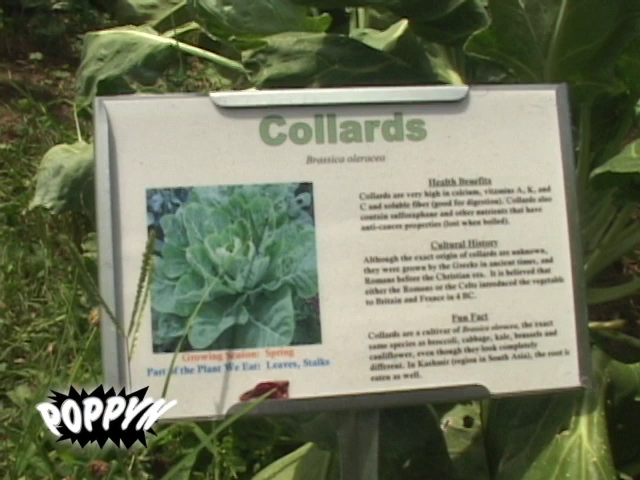 Collards
Brassica oleracea
Health Benefits
Collards are very high in calcium, vitamins A, K, and
C and soluble fiber (good for digestion). Collards also
contain sulforaphane and other nutrients that have
anti-cancer properties (lost when boiled).
Cultural History
Although the exact origin of collards are unknown,
they were grown by the Greeks in ancient times, and
Romans before the Christian era. It is believed that
either the Romans or the Celts introduced the vegetable
to Britain and France in 4 BC.
Fun Fact
Collards are a cultivar of Brassica oleracea, the exact
same species as broccoli, cabbage, kale, brussels and
cauliflower, even though they look completely
different. In Kashmir (region in South Asia), the root is
eaten as well.
Growing Season: Spring
Part of the Plant We Eat: Leaves, Stalks
POPPYN